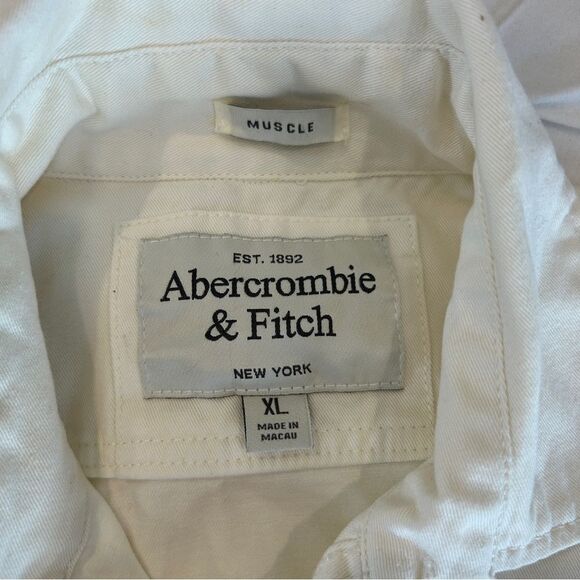 MUSCLE
EST. 1892
Abercrombie
& Fitch
NEW YORK
XL
MADE IN
MACAU